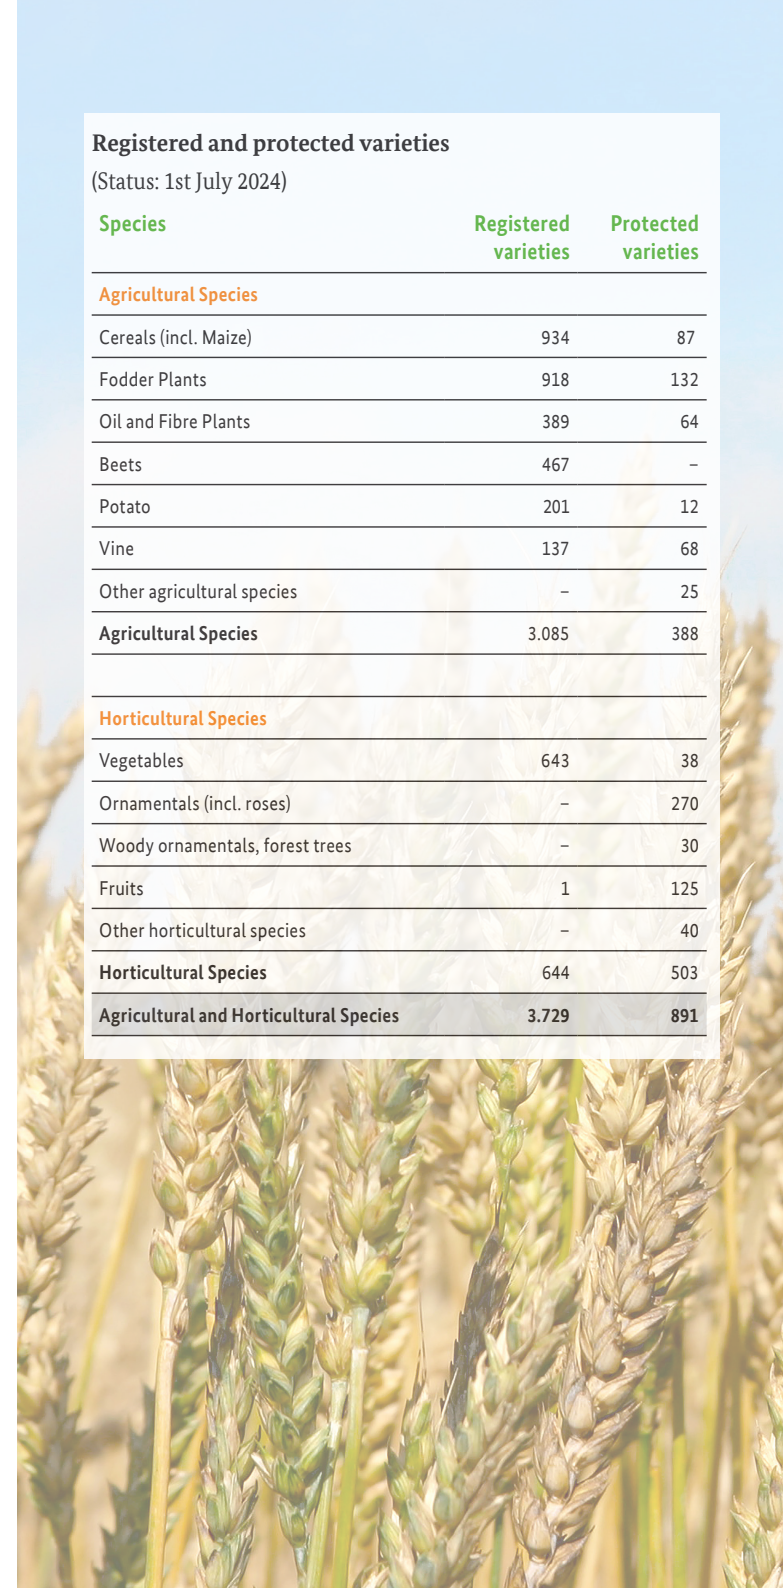 Registered and protected varieties
(Status: 1st July 2024)
Species Registered varieties Protected varieties
Agricultural Species
Cereals (incl. Maize) 934 87
Fodder Plants 918 132
Oil and Fibre Plants 389 64
Beets 467 –
Potato 201 12
Vine 137 68
Other agricultural species – 25
Agricultural Species 3.085 388
Horticultural Species
Vegetables 643 38
Ornamentals (incl. roses) – 270
Woody ornamentals, forest trees – 30
Fruits 1 125
Other horticultural species – 40
Horticultural Species 644 503
Agricultural and Horticultural Species 3.729 891